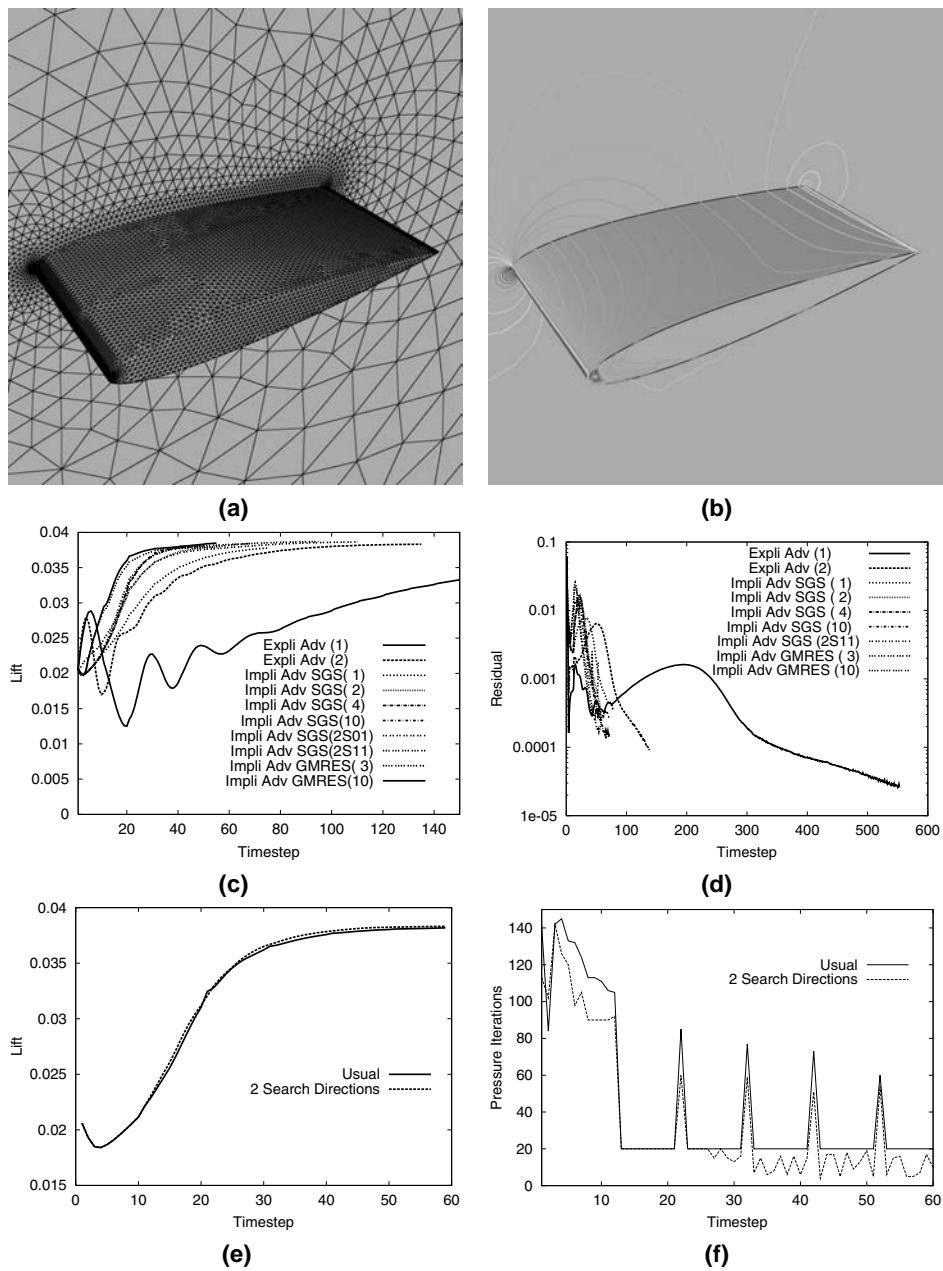 (a)
(b)
0.04
0.035
0.03
0.025
0.02
0.015
0.01
0.005
0
Lift
Expli Adv (1)
Expli Adv (2)
Impli Adv SGS( 1)
Impli Adv SGS( 2)
Impli Adv SGS( 4)
Impli Adv SGS(10)
Impli Adv SGS(2S01)
Impli Adv SGS(2S11)
Impli Adv GMRES( 3)
Impli Adv GMRES(10)
20 40 60 80 100 120 140
Timestep
(c)
0.1
0.01
0.001
0.0001
1e-05
Residual
Expli Adv (1)
Expli Adv (2)
Impli Adv SGS ( 1)
Impli Adv SGS ( 2)
Impli Adv SGS ( 4)
Impli Adv SGS (10)
Impli Adv SGS (2S11)
Impli Adv GMRES ( 3)
Impli Adv GMRES (10)
0 100 200 300 400 500 600
Timestep
(d)
0.04
0.035
0.03
0.025
0.02
0.015
Lift
Usual
2 Search Directions
0 10 20 30 40 50 60
Timestep
(e)
140
120
100
80
60
40
20
0
Pressure Iterations
Usual
2 Search Directions
10 20 30 40 50 60
Timestep
(f)